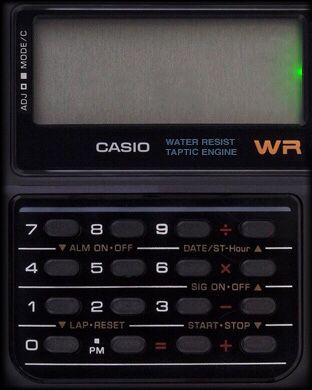 ADJ □ ■ MODE/C
CASIO WATER RESIST WR
TAPTIC ENGINE
7 8 9 ÷
▼ ALM ON•OFF DATE/ST-Hour ▲
4 5 6 ×
SIG ON•OFF ▲
1 2 3 −
▼ LAP•RESET START•STOP ▼
0 ▪PM = +